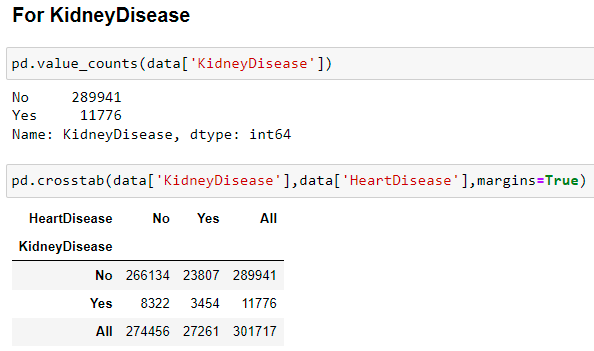 For KidneyDisease
pd.value_counts(data['KidneyDisease'])
No     289941
Yes     11776
Name: KidneyDisease, dtype: int64
pd.crosstab(data['KidneyDisease'],data['HeartDisease'],margins=True)
HeartDisease No Yes All
KidneyDisease
No 266134 23807 289941
Yes 8322 3454 11776
All 274456 27261 301717